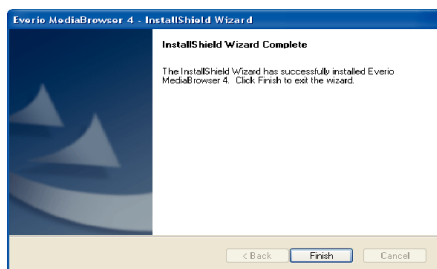 Everio MediaBrowser 4 - InstallShield Wizard
InstallShield Wizard Complete
The InstallShield Wizard has successfully installed Everio
MediaBrowser 4. Click Finish to exit the wizard.
< Back
Finish
Cancel